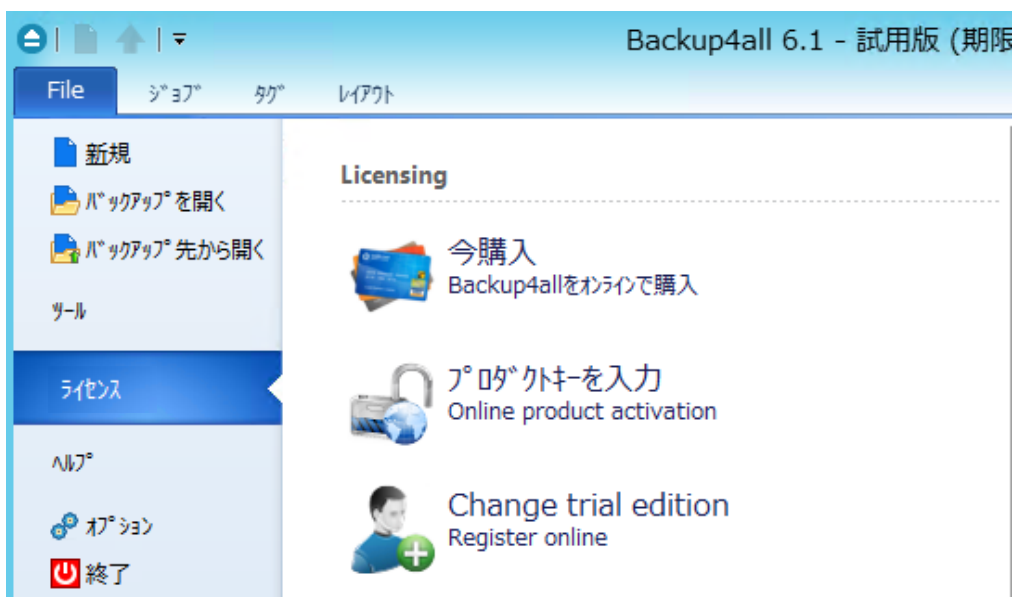 Backup4all 6.1 - 試用版 (期限
File ジョブ タグ レイアウト
新規
バックアップを開く
バックアップ先から開く
ツール
ライセンス
ヘルプ
オプション
終了
Licensing
今購入
Backup4allをオンラインで購入
プロダクトキーを入力
Online product activation
Change trial edition
Register online